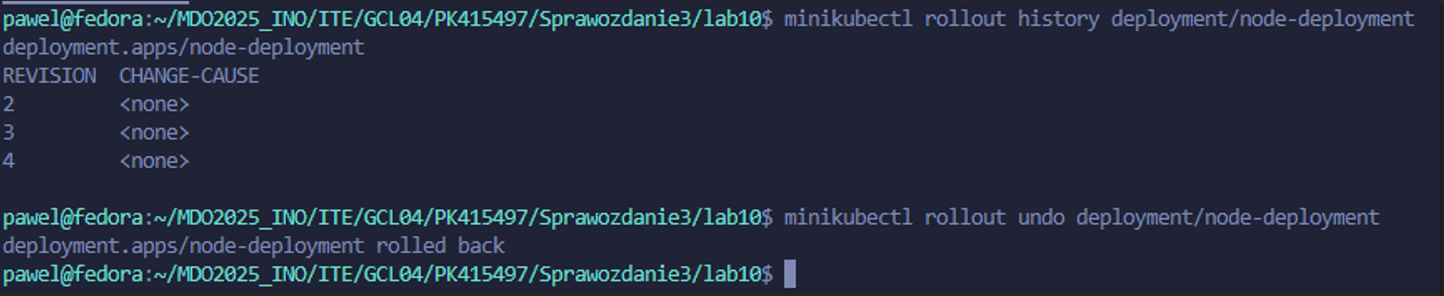 pawel@fedora:~/MDO2025_INO/ITE/GCL04/PK415497/Sprawozdanie3/lab10$ minikubectl rollout history deployment/node-deployment
deployment.apps/node-deployment
REVISION  CHANGE-CAUSE
2         <none>
3         <none>
4         <none>
pawel@fedora:~/MDO2025_INO/ITE/GCL04/PK415497/Sprawozdanie3/lab10$ minikubectl rollout undo deployment/node-deployment
deployment.apps/node-deployment rolled back
pawel@fedora:~/MDO2025_INO/ITE/GCL04/PK415497/Sprawozdanie3/lab10$